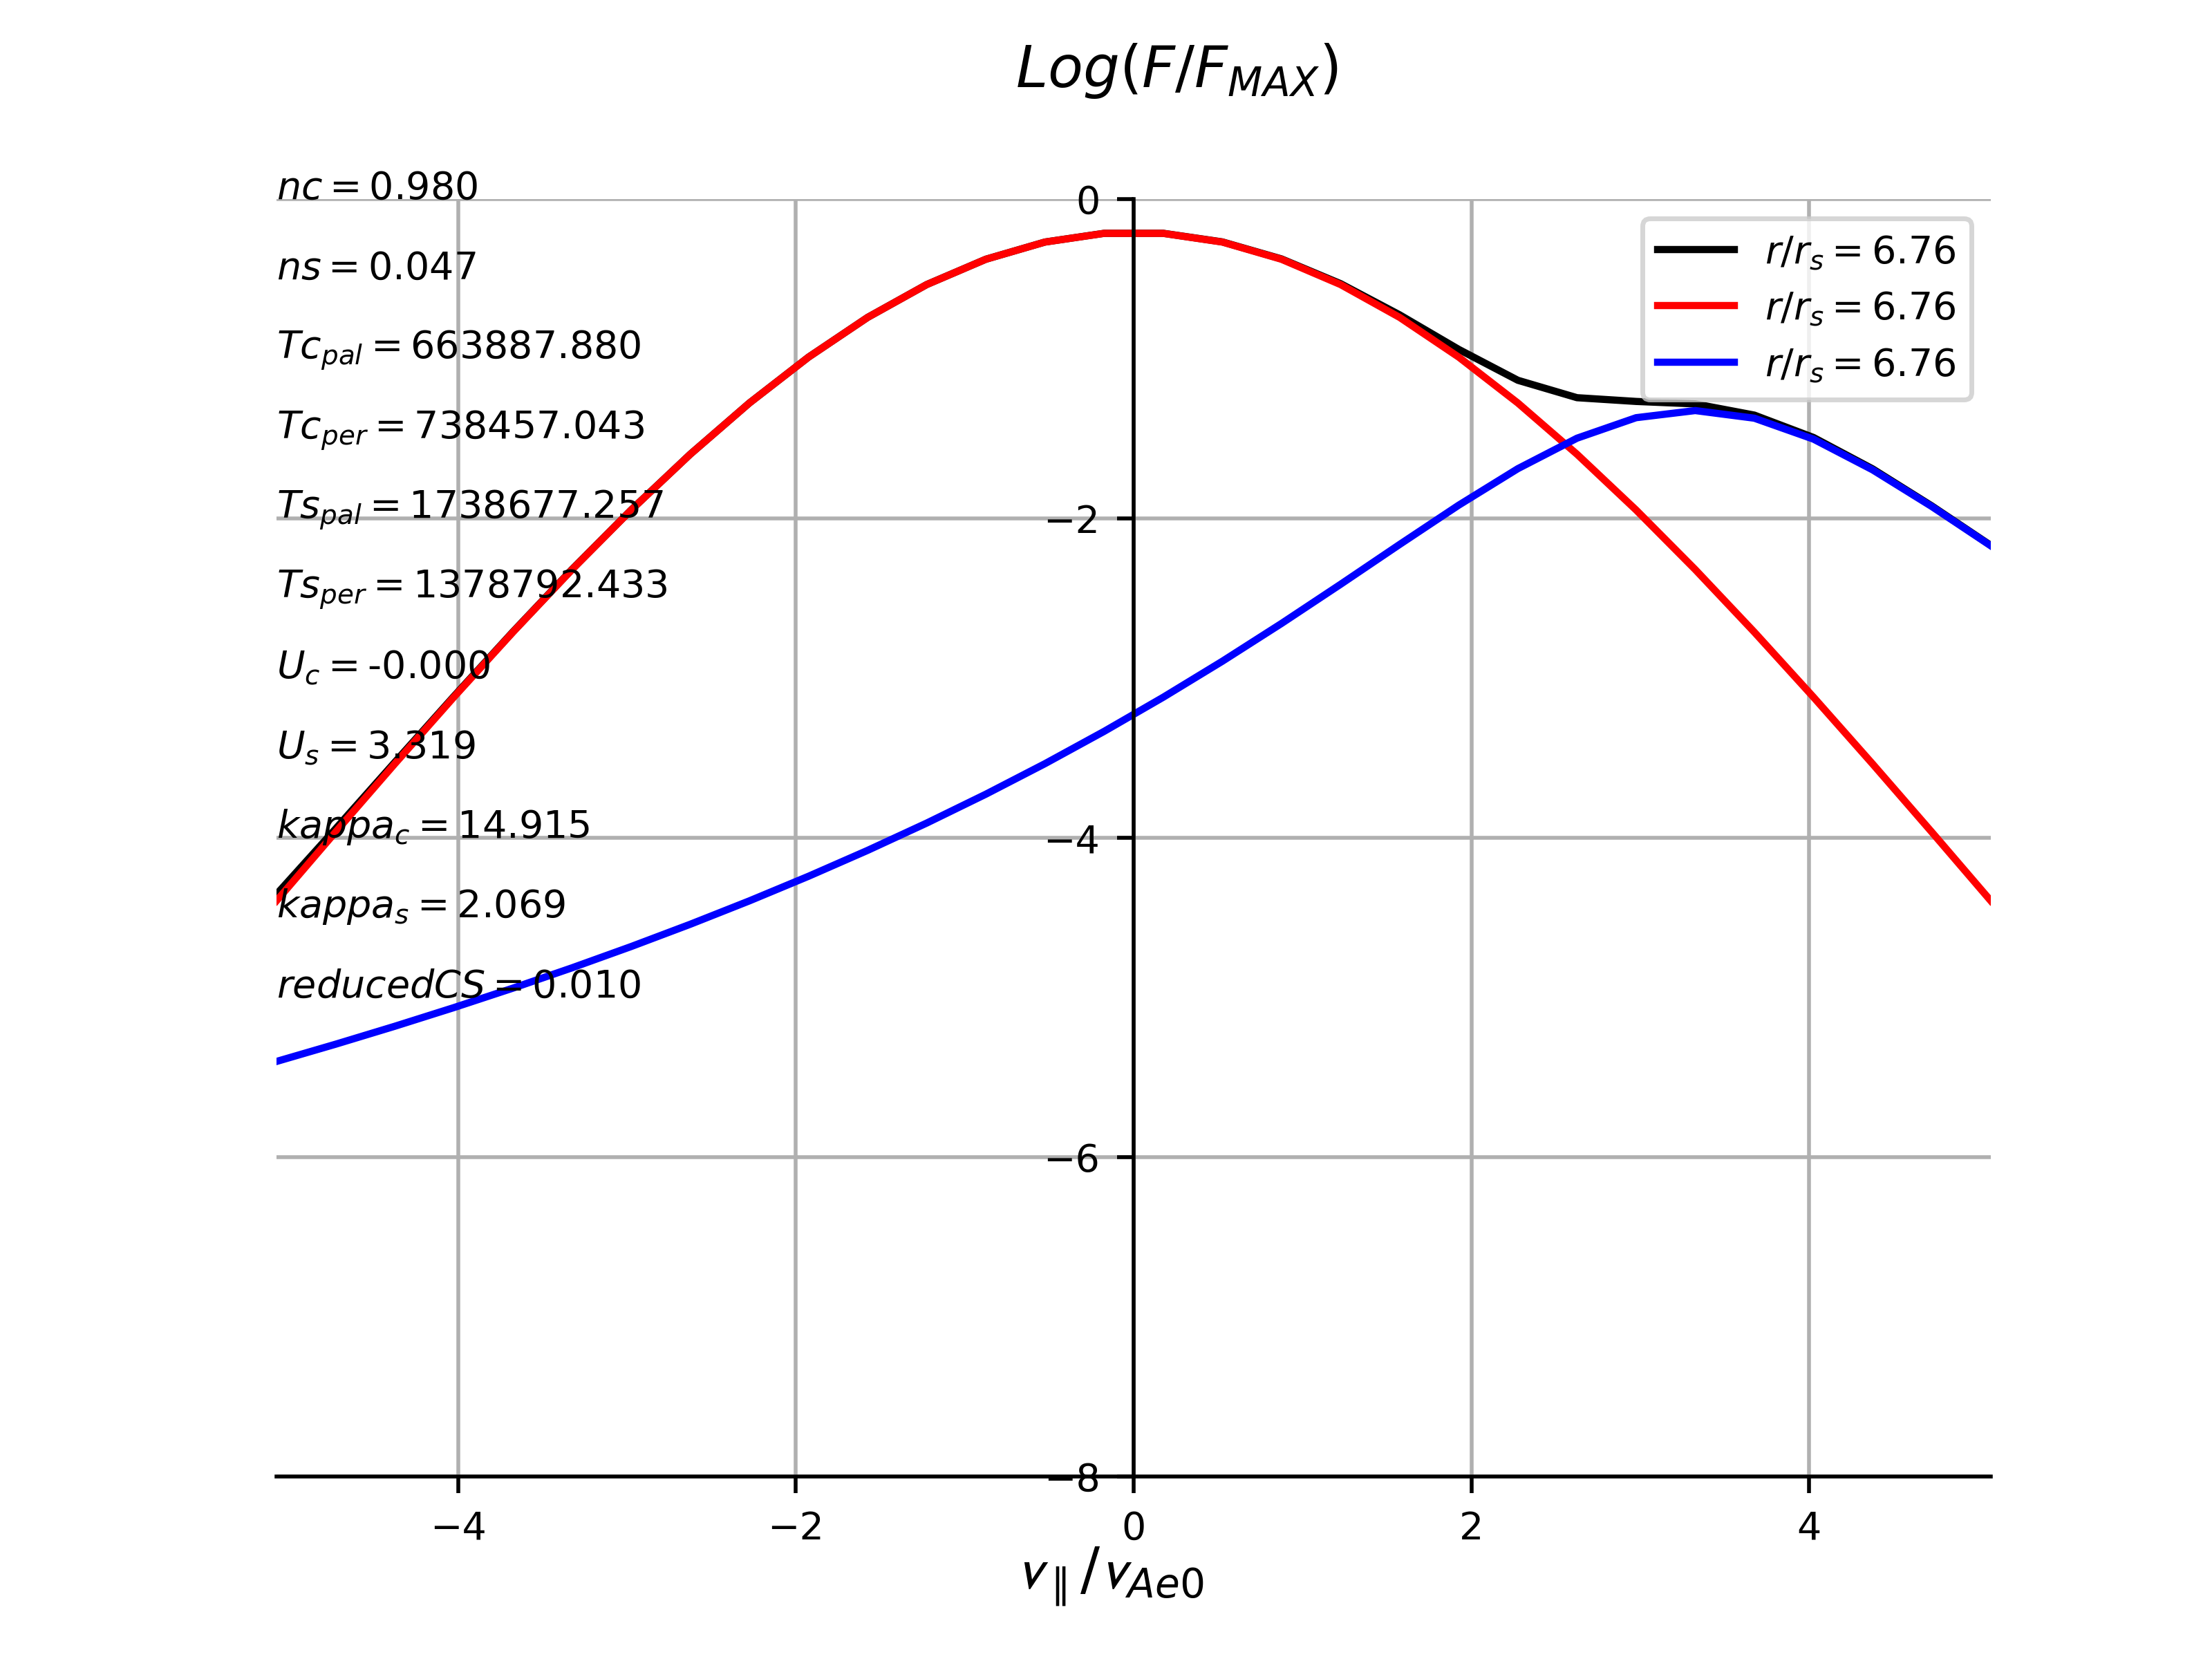 Log(F/F_MAX)
nc = 0.980
ns = 0.047
Tc_pal = 663887.880
Tc_per = 738457.043
Ts_pal = 1738677.257
Ts_per = 1378792.433
U_c = -0.000
U_s = 3.319
kappa_c = 14.915
kappa_s = 2.069
reducedCS = 0.010
r/r_s = 6.76
r/r_s = 6.76
r/r_s = 6.76
0
−2
−4
−6
−8
−4 −2 0 2 4
v_∥/v_Ae0